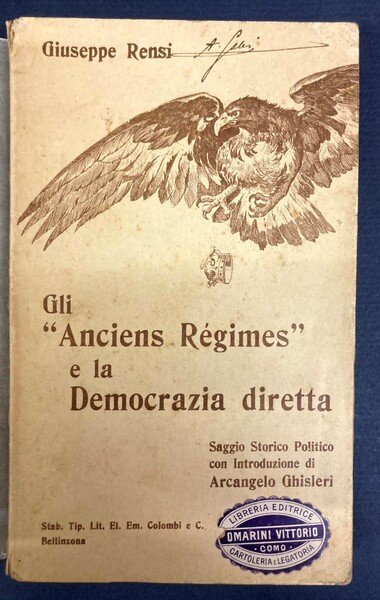 Giuseppe Rensi
Gli
"Anciens Régimes"
e la
Democrazia diretta
Saggio Storico Politico
con Introduzione di
Arcangelo Ghisleri
Stab. Tip. Lit. El. Em. Colombi e C.
Bellinzona
LIBRERIA EDITRICE
OMARINI VITTORIO
COMO
CARTOLERIA E LEGATORIA